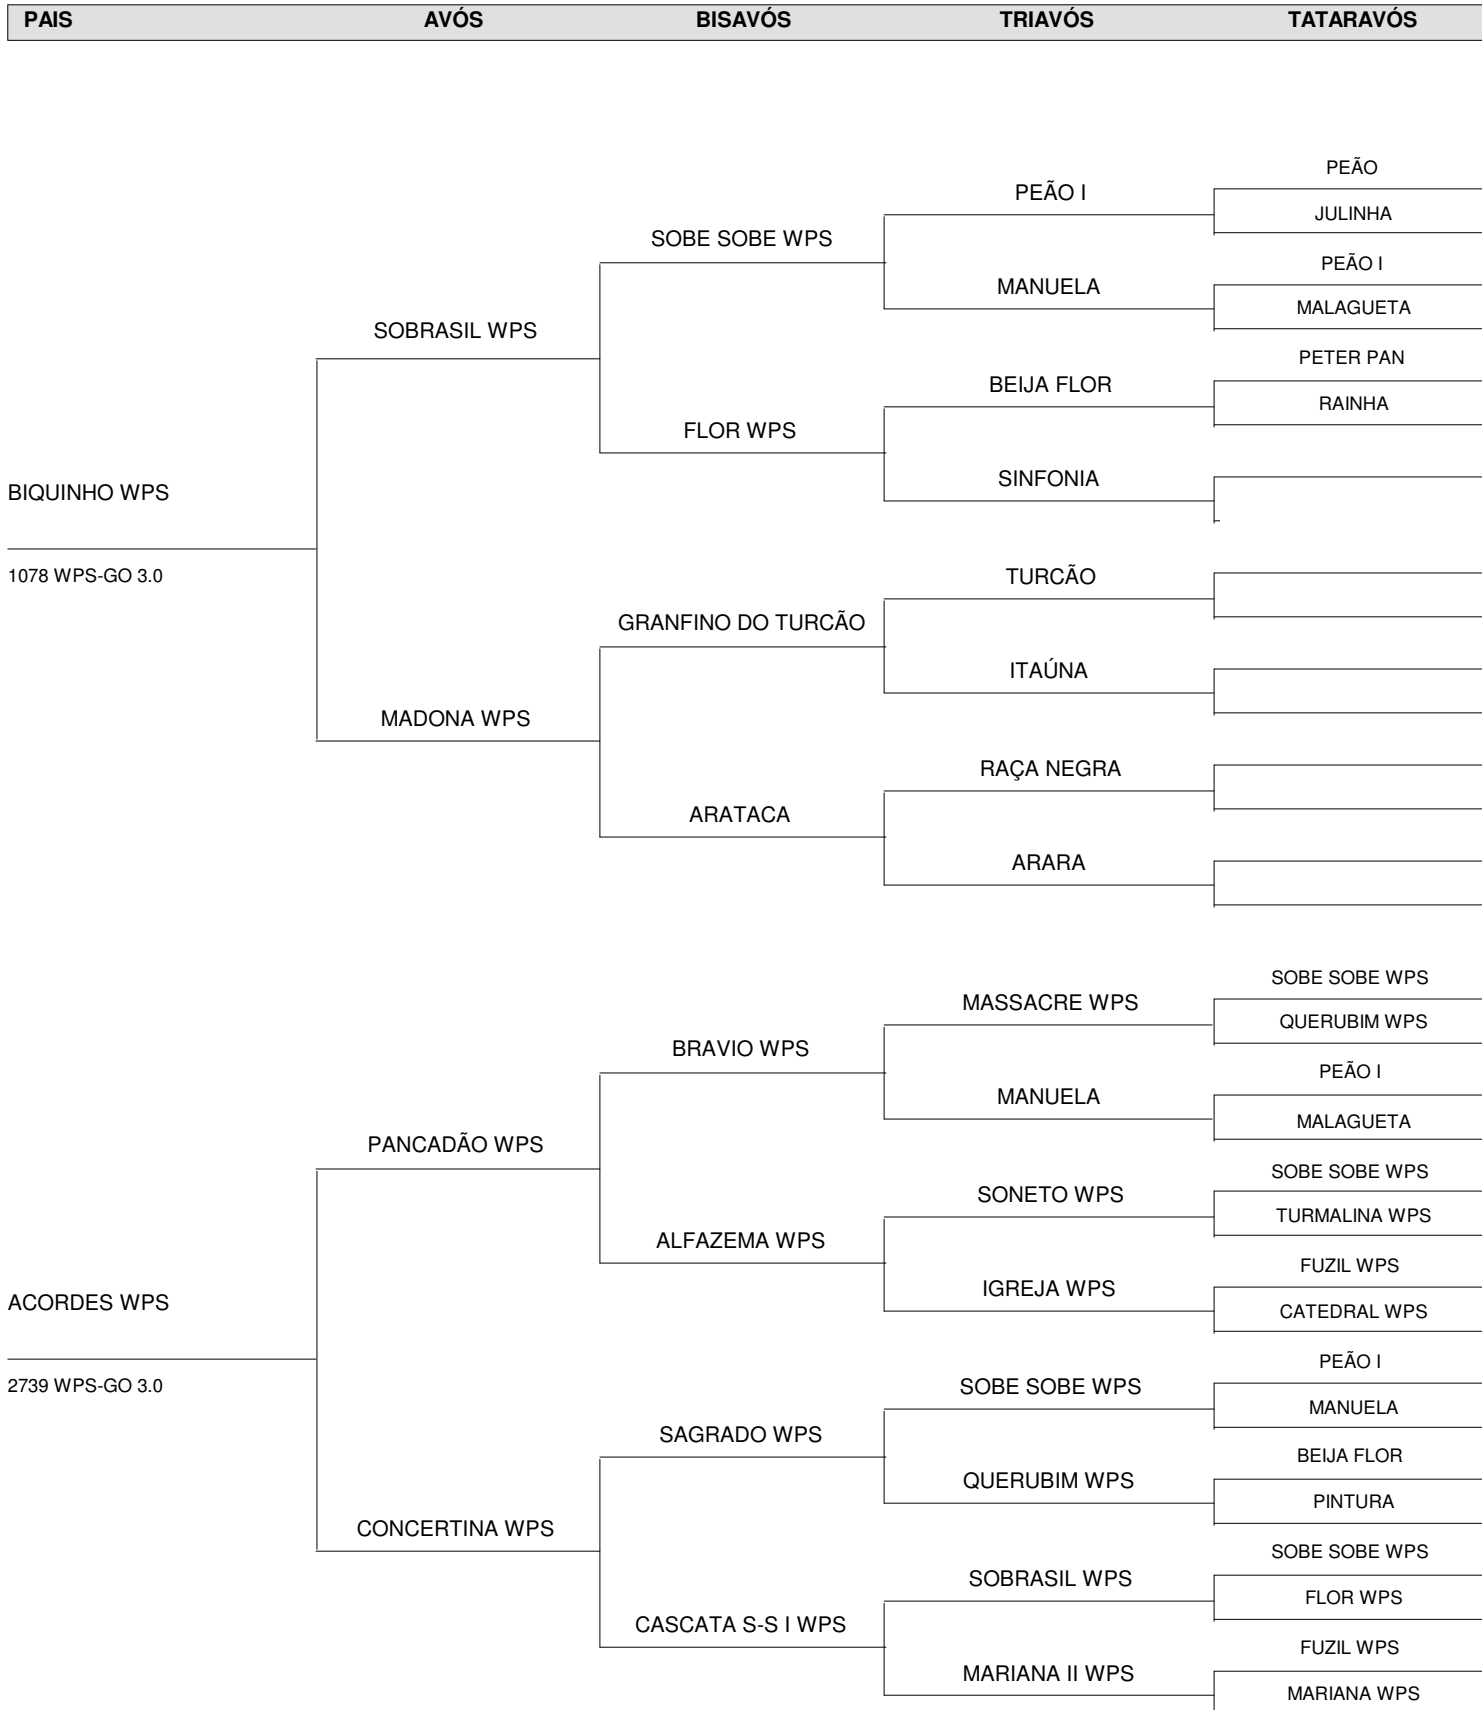 PAIS AVÓS BISAVÓS TRIAVÓS TATARAVÓS
PEÃO
PEÃO I
JULINHA
SOBE SOBE WPS
PEÃO I
MANUELA
MALAGUETA
SOBRASIL WPS
PETER PAN
BEIJA FLOR
RAINHA
FLOR WPS
SINFONIA
BIQUINHO WPS
1078 WPS-GO 3.0
TURCÃO
GRANFINO DO TURCÃO
ITAÚNA
MADONA WPS
RAÇA NEGRA
ARATACA
ARARA
SOBE SOBE WPS
MASSACRE WPS
QUERUBIM WPS
BRAVIO WPS
PEÃO I
MANUELA
MALAGUETA
PANCADÃO WPS
SOBE SOBE WPS
SONETO WPS
TURMALINA WPS
ALFAZEMA WPS
FUZIL WPS
IGREJA WPS
CATEDRAL WPS
ACORDES WPS
2739 WPS-GO 3.0
PEÃO I
SOBE SOBE WPS
MANUELA
SAGRADO WPS
BEIJA FLOR
QUERUBIM WPS
PINTURA
CONCERTINA WPS
SOBE SOBE WPS
SOBRASIL WPS
FLOR WPS
CASCATA S-S I WPS
FUZIL WPS
MARIANA II WPS
MARIANA WPS